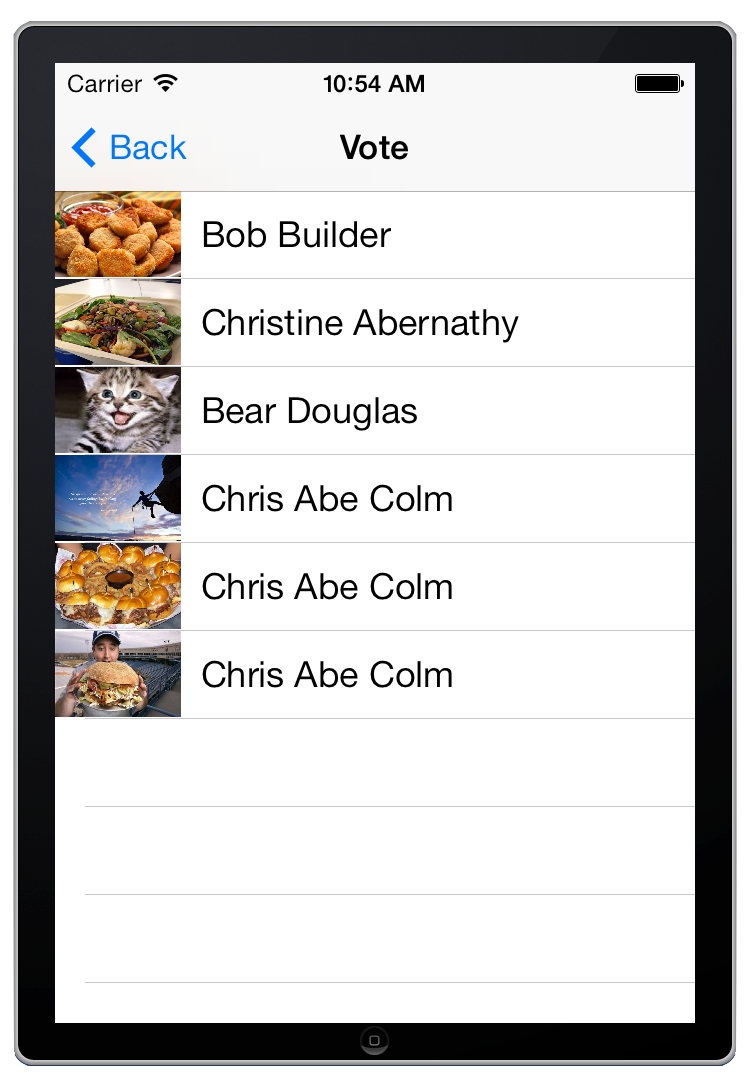 Carrier 10:54 AM
Back Vote
Bob Builder
Christine Abernathy
Bear Douglas
Chris Abe Colm
Chris Abe Colm
Chris Abe Colm